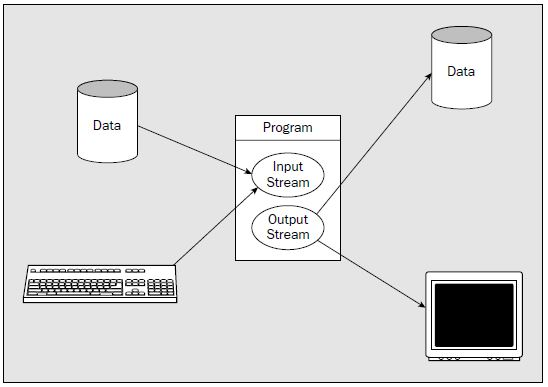 Data
Data
Program
Input
Stream
Output
Stream